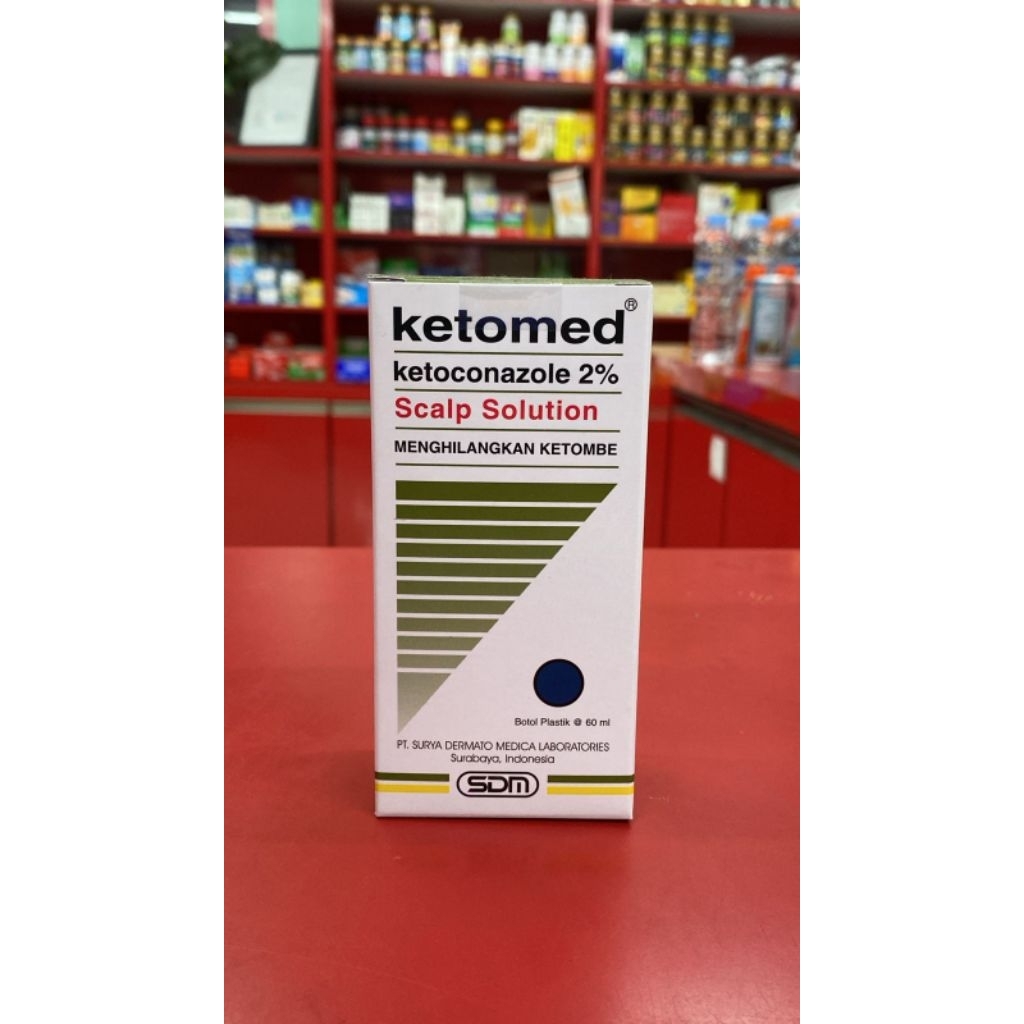 ketomed®
ketoconazole 2%
Scalp Solution
MENGHILANGKAN KETOMBE
Botol Plastik @ 60 ml
PT. SURYA DERMATO MEDICA LABORATORIES
Surabaya, Indonesia
SDM